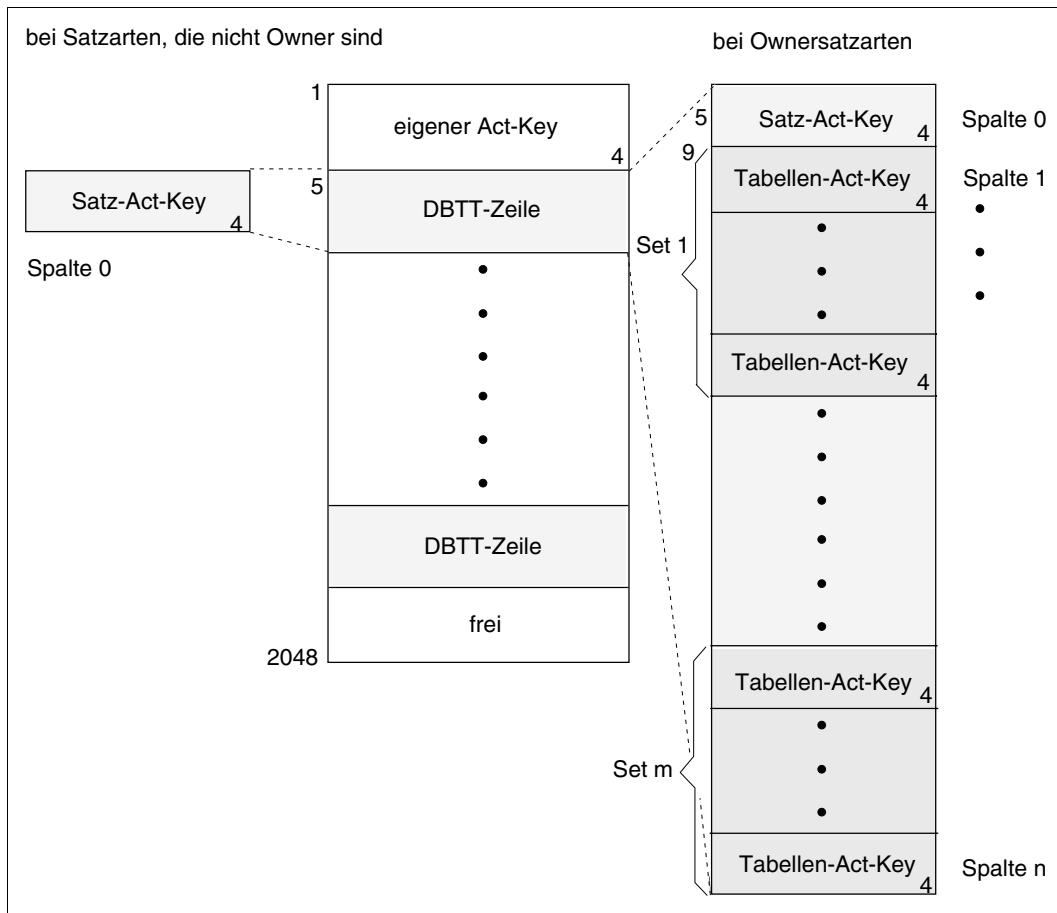 bei Satzarten, die nicht Owner sind
bei Ownersatzarten
1
eigener Act-Key
4
5
DBTT-Zeile
Satz-Act-Key
4
Spalte 0
DBTT-Zeile
frei
2048
5
Satz-Act-Key
4
Spalte 0
9
Tabellen-Act-Key
4
Spalte 1
Set 1
Tabellen-Act-Key
4
Tabellen-Act-Key
4
Set m
Tabellen-Act-Key
4
Spalte n